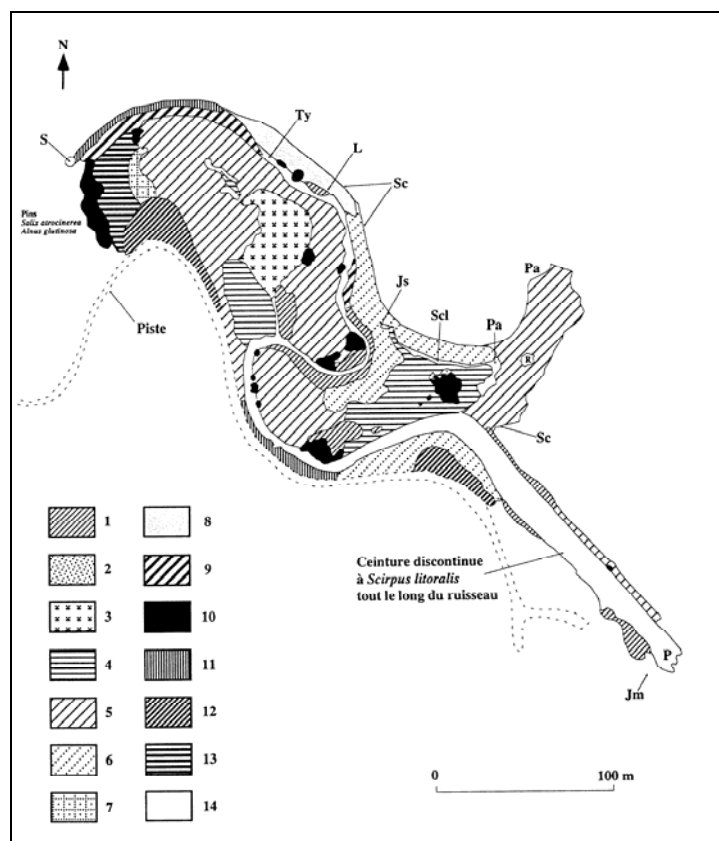 N
Ty
S
L
Sc
Pins
Salix atrocinerea
Alnus glutinosa
Js
Pa
Piste
Scl
Pa
R
Sc
1
8
2
9
3
10
4
11
5
12
6
13
7
14
Ceinture discontinue
à Scirpus litoralis
tout le long du ruisseau
P
Jm
0
100 m